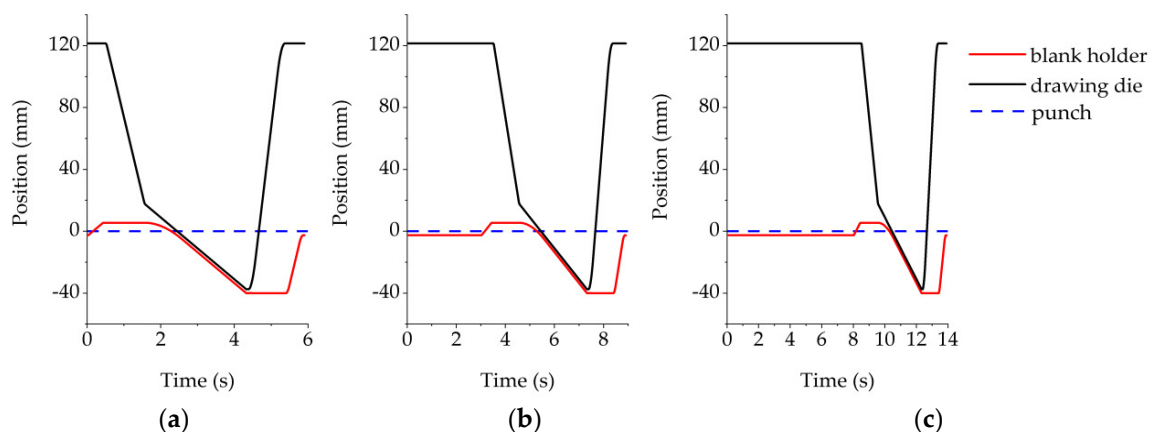 120
80
40
0
-40
Position (mm)
0 2 4 6
Time (s)
(a)
120
80
40
0
-40
Position (mm)
0 2 4 6 8
Time (s)
(b)
120
80
40
0
-40
Position (mm)
0 2 4 6 8 10 12 14
Time (s)
(c)
blank holder
drawing die
punch